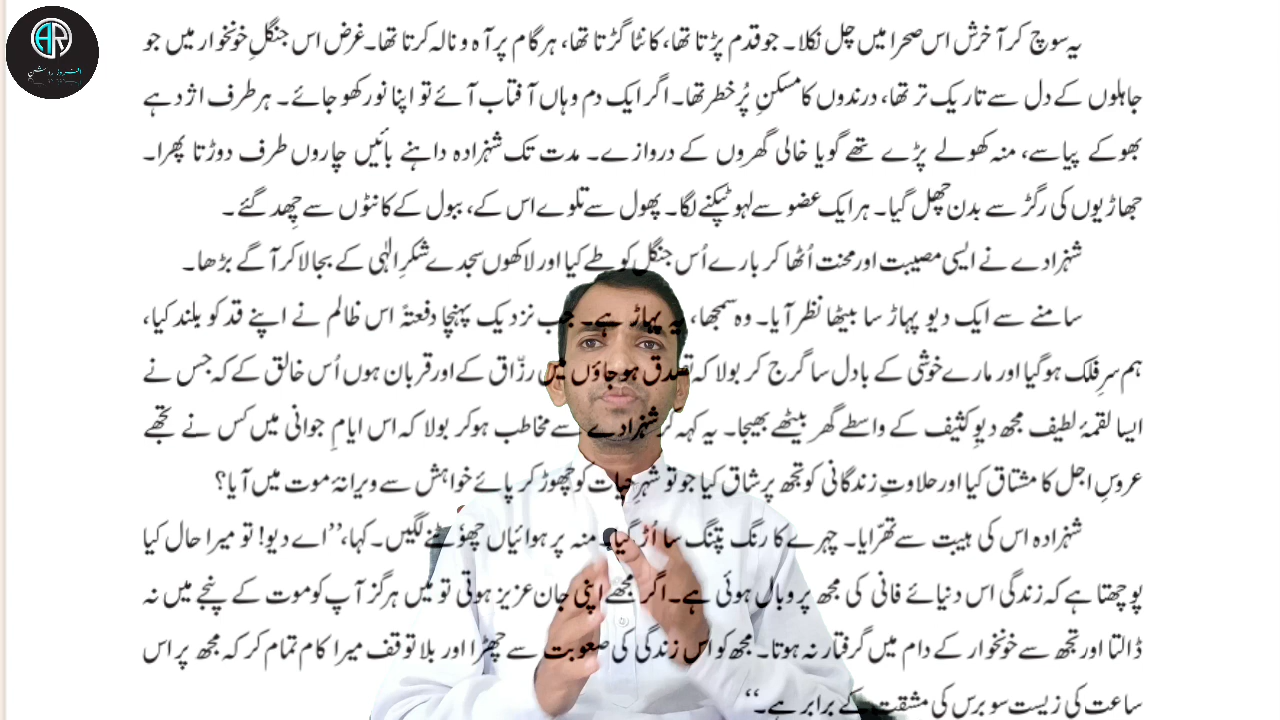 AR
افروز روشنی
یہ سوچ کر آخرش اس صحرا میں چل نکلا۔ جو قدم پڑتا تھا، کانٹا گڑتا تھا، ہر گام پر آہ و نالہ کرتا تھا۔ غرض اس جنگلِ خونخوار میں جو
جاہلوں کے دل سے تاریک تر تھا، درندوں کا مسکنِ پُرخطر تھا۔ اگر ایک دم وہاں آفتاب آئے تو اپنا نور کھو جائے۔ ہر طرف اژدہے
بھوکے پیاسے، منہ کھولے پڑے تھے گویا خالی گھروں کے دروازے۔ مدت تک شہزادہ داہنے بائیں چاروں طرف دوڑتا پھرا۔
جھاڑیوں کی رگڑ سے بدن چھل گیا۔ ہر ایک عضو سے لہو ٹپکنے لگا۔ پھول سے تلوے اس کے، ببول کے کانٹوں سے چھد گئے۔
شہزادے نے ایسی مصیبت اور محنت اُٹھا کر بارے اُس جنگل کو طے کیا اور لاکھوں سجدے شکرِ الٰہی کے بجا لا کر آگے بڑھا۔
سامنے سے ایک دیو پہاڑ سا بیٹھا نظر آیا۔ وہ سمجھا، یہ پہاڑ ہے۔ جب نزدیک پہنچا دفعتہً اس ظالم نے اپنے قد کو بلند کیا،
ہم سرِ فلک ہو گیا اور مارے خوشی کے بادل سا گرج کر بولا کہ تصدق ہو جاؤں میں رزّاق کے اور قربان ہوں اُس خالق کے کہ جس نے
ایسا لقمۂ لطیف مجھ دیوِ کثیف کے واسطے گھر بیٹھے بھیجا۔ یہ کہہ کر شہزادے سے مخاطب ہو کر بولا کہ اس ایامِ جوانی میں کس نے تجھے
عروسِ اجل کا مشتاق کیا اور حلاوتِ زندگانی کو تجھ پر شاق کیا جو تو شہرِ حیات کو چھوڑ کر پائے خواہش سے ویرانۂ موت میں آیا؟
شہزادہ اس کی ہیبت سے تھرّایا۔ چہرے کا رنگ پتنگ سا اُڑ گیا۔ منہ پر ہوائیاں چھوٹنے لگیں۔ کہا، ’’اے دیو! تو میرا حال کیا
پوچھتا ہے کہ زندگی اس دنیائے فانی کی مجھ پر وبال ہوئی ہے۔ اگر مجھے اپنی جان عزیز ہوتی تو میں ہرگز آپ کو موت کے پنجے میں نہ
ڈالتا اور تجھ سے خونخوار کے دام میں گرفتار نہ ہوتا۔ مجھ کو اس زندگی کی صعوبت سے چھڑا اور بلا توقف میرا کام تمام کر کہ مجھ پر اس
ساعت کی زیست سو برس کی مشقت کے برابر ہے۔‘‘